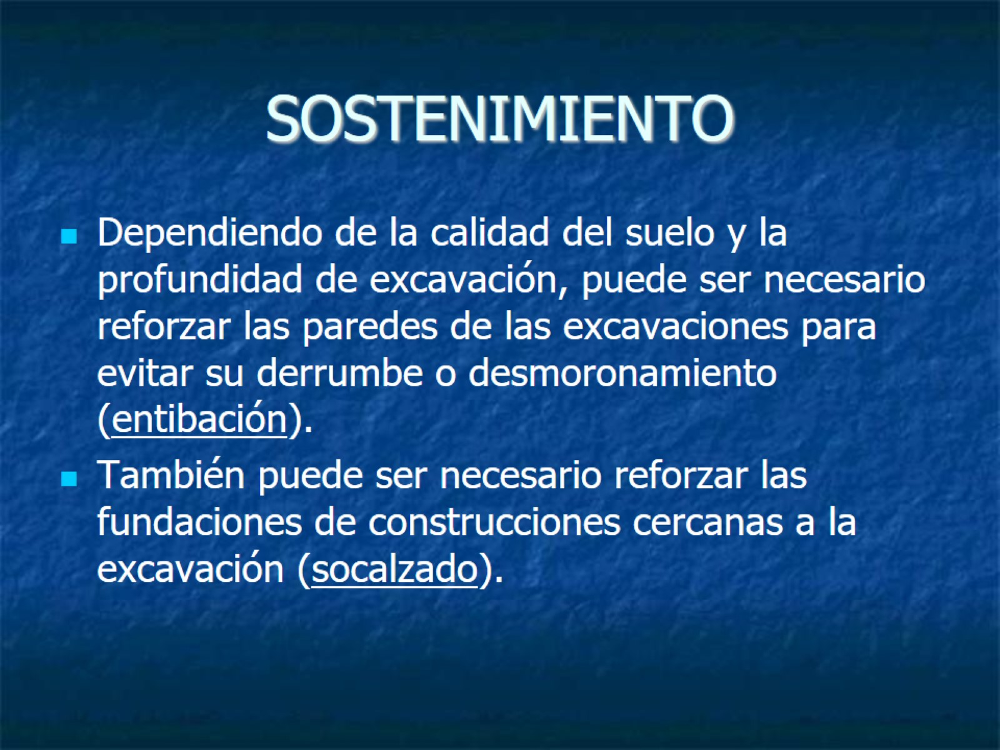 SOSTENIMIENTO
Dependiendo de la calidad del suelo y la
profundidad de excavación, puede ser necesario
reforzar las paredes de las excavaciones para
evitar su derrumbe o desmoronamiento
(entibación).
También puede ser necesario reforzar las
fundaciones de construcciones cercanas a la
excavación (socalzado).